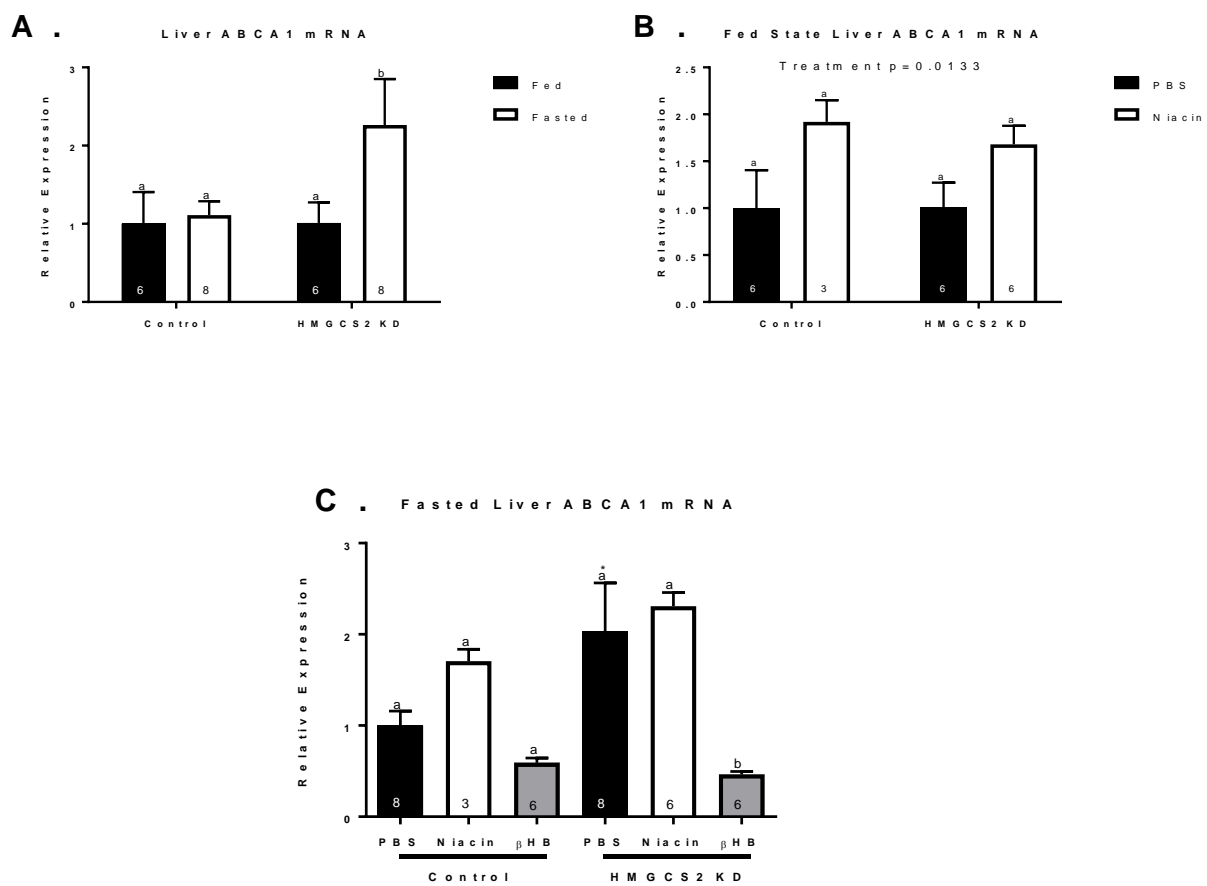 A.
Liver ABCA1 mRNA
3
2
1
0
Relative Expression
a
a
a
b
6
8
6
8
Control
HMGCS2 KD
Fed
Fasted
B.
Fed State Liver ABCA1 mRNA
Treatment p=0.0133
2.5
2.0
1.5
1.0
0.5
0.0
Relative Expression
a
a
a
a
6
3
6
6
Control
HMGCS2 KD
PBS
Niacin
C.
Fasted Liver ABCA1 mRNA
3
2
1
0
Relative Expression
a
a
a
*
a
a
b
8
3
6
8
6
6
PBS
Niacin
βHB
PBS
Niacin
βHB
Control
HMGCS2 KD